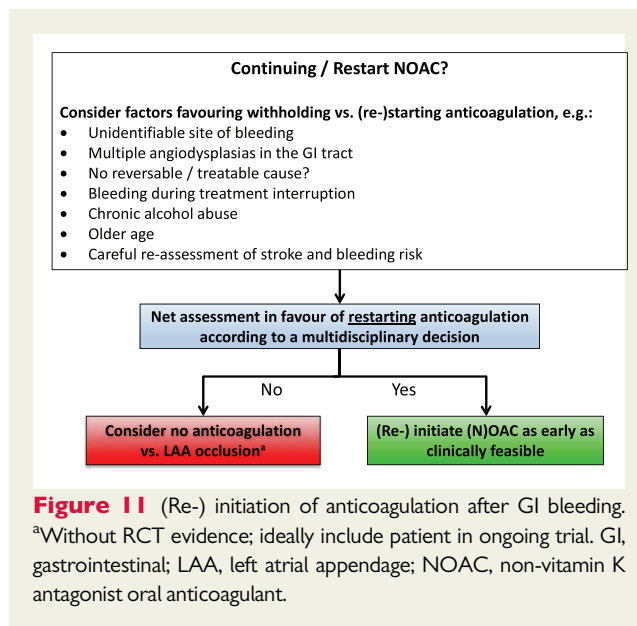 Continuing / Restart NOAC?
Consider factors favouring withholding vs. (re-)starting anticoagulation, e.g.:
• Unidentifiable site of bleeding
• Multiple angiodysplasias in the GI tract
• No reversable / treatable cause?
• Bleeding during treatment interruption
• Chronic alcohol abuse
• Older age
• Careful re-assessment of stroke and bleeding risk
Net assessment in favour of restarting anticoagulation
according to a multidisciplinary decision
No
Yes
Consider no anticoagulation
vs. LAA occlusionᵃ
(Re-) initiate (N)OAC as early as
clinically feasible
Figure 11 (Re-) initiation of anticoagulation after GI bleeding.
ᵃWithout RCT evidence; ideally include patient in ongoing trial. GI,
gastrointestinal; LAA, left atrial appendage; NOAC, non-vitamin K
antagonist oral anticoagulant.